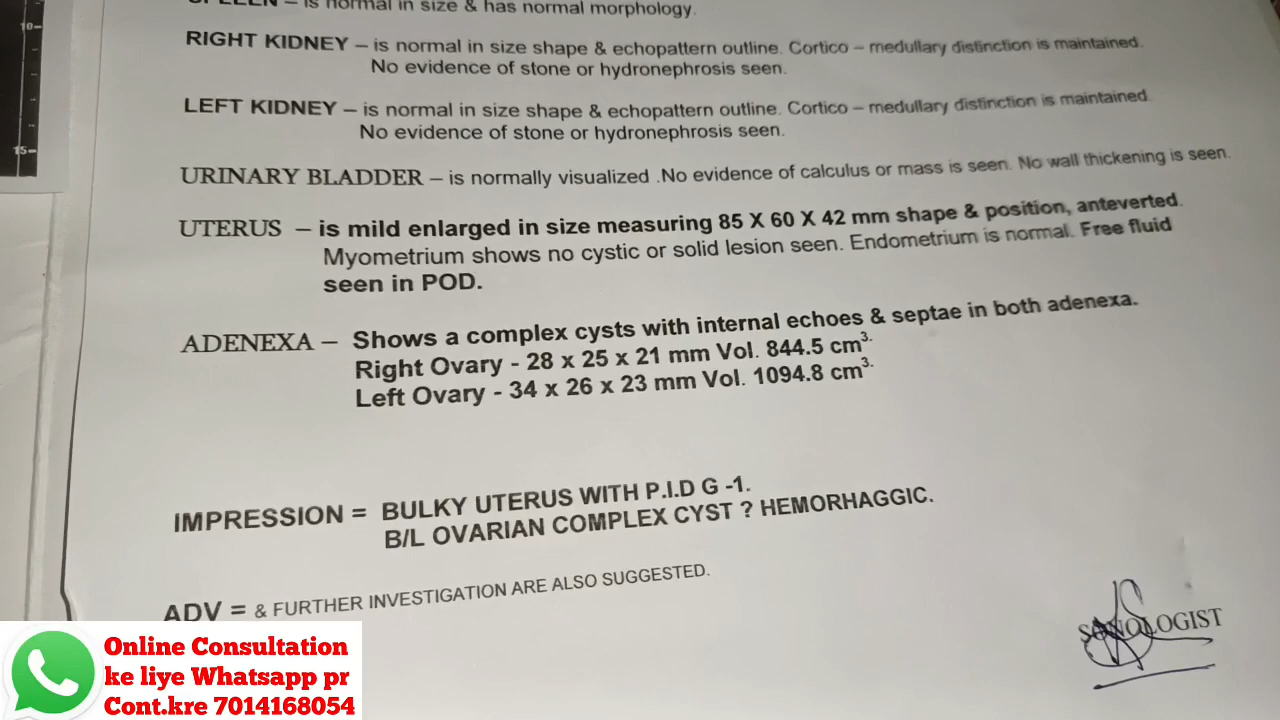 SPLEEN – is normal in size & has normal morphology.
RIGHT KIDNEY – is normal in size shape & echopattern outline. Cortico – medullary distinction is maintained.
No evidence of stone or hydronephrosis seen.
LEFT KIDNEY – is normal in size shape & echopattern outline. Cortico – medullary distinction is maintained.
No evidence of stone or hydronephrosis seen.
URINARY BLADDER – is normally visualized .No evidence of calculus or mass is seen. No wall thickening is seen.
UTERUS – is mild enlarged in size measuring 85 X 60 X 42 mm shape & position, anteverted.
Myometrium shows no cystic or solid lesion seen. Endometrium is normal. Free fluid
seen in POD.
ADENEXA – Shows a complex cysts with internal echoes & septae in both adenexa.
Right Ovary - 28 x 25 x 21 mm Vol. 844.5 cm3.
Left Ovary - 34 x 26 x 23 mm Vol. 1094.8 cm3.
IMPRESSION = BULKY UTERUS WITH P.I.D G -1.
B/L OVARIAN COMPLEX CYST ? HEMORHAGGIC.
ADV = & FURTHER INVESTIGATION ARE ALSO SUGGESTED.
SONOLOGIST
10
15
Online Consultation
ke liye Whatsapp pr
Cont.kre 7014168054